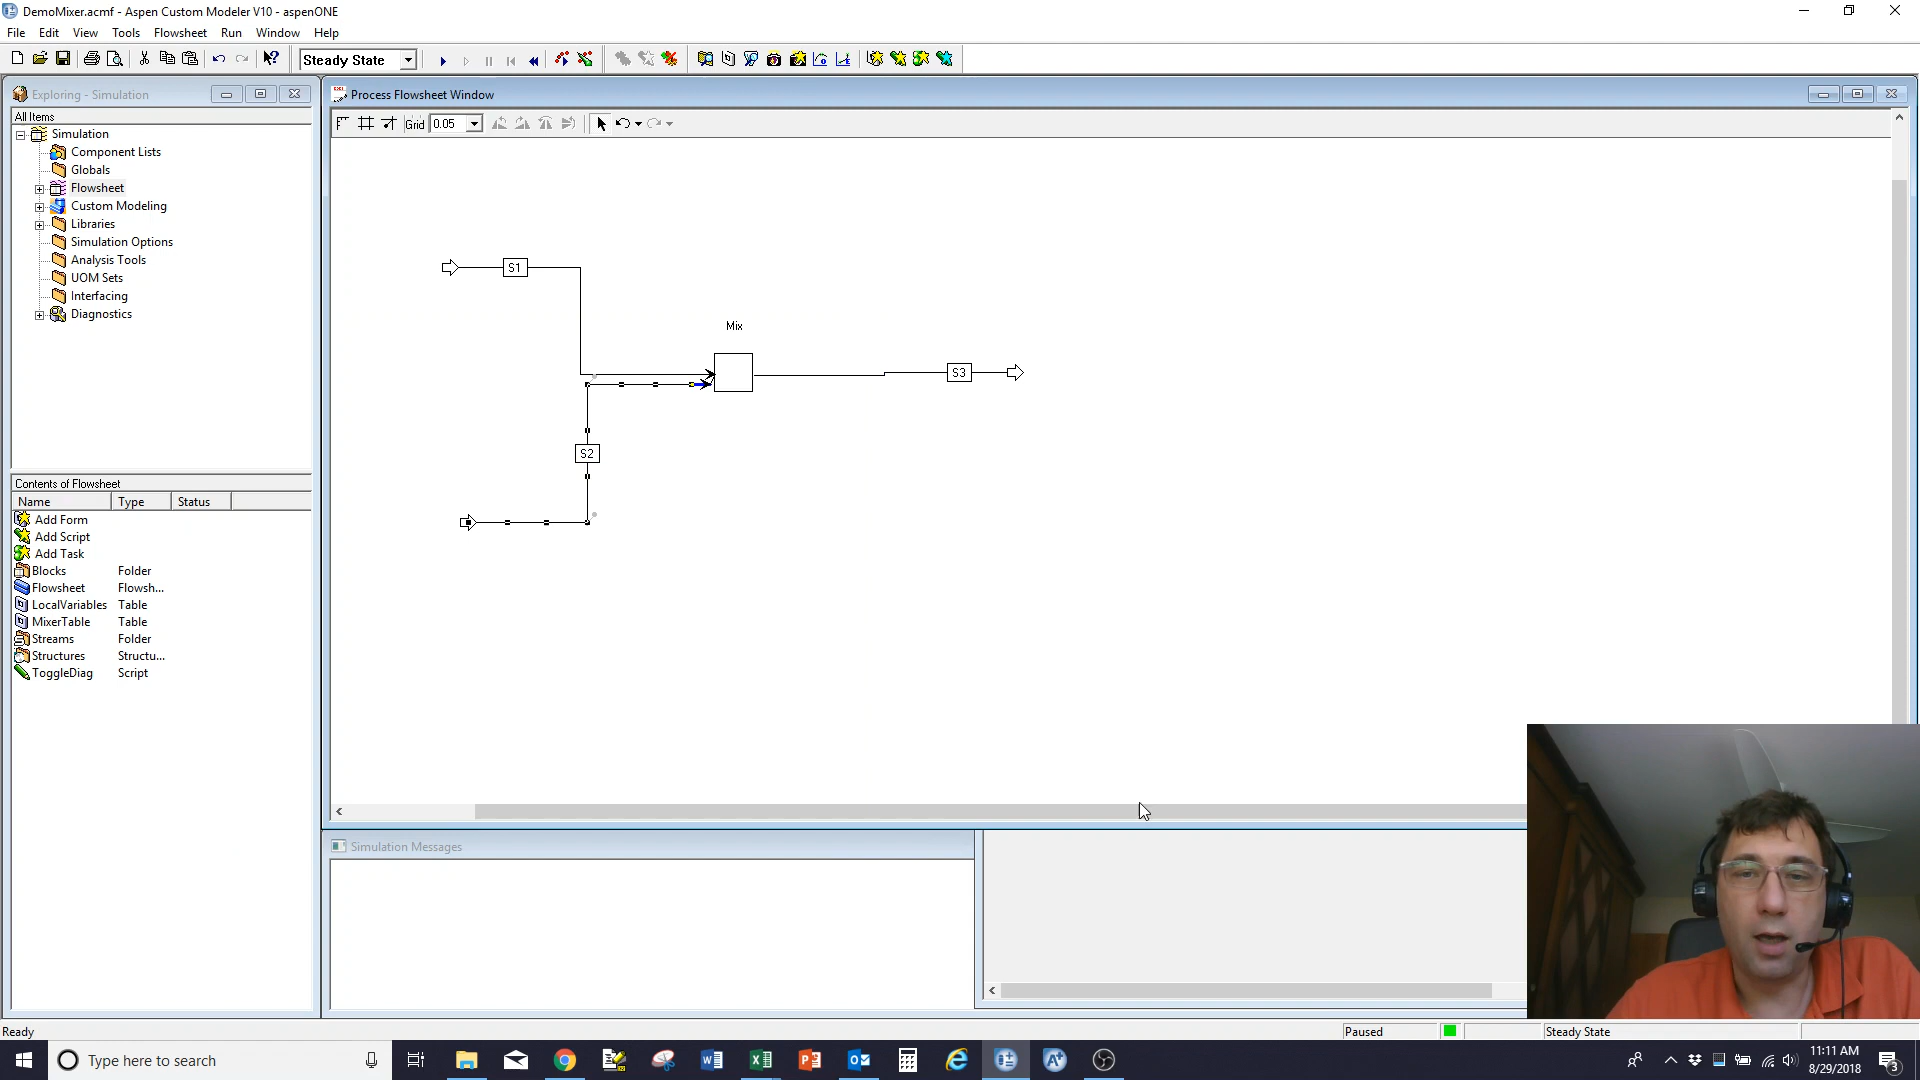 DemoMixer.acmf - Aspen Custom Modeler V10 - aspenONE
File Edit View Tools Flowsheet Run Window Help
Steady State
Exploring - Simulation
All Items
Simulation
Component Lists
Globals
Flowsheet
Custom Modeling
Libraries
Simulation Options
Analysis Tools
UOM Sets
Interfacing
Diagnostics
Contents of Flowsheet
Name Type Status
Add Form
Add Script
Add Task
Blocks Folder
Flowsheet Flowsh...
LocalVariables Table
MixerTable Table
Streams Folder
Structures Structu...
ToggleDiag Script
Process Flowsheet Window
Grid 0.05
S1
Mix
S3
S2
Simulation Messages
Ready
Paused
Steady State
Type here to search
11:11 AM
8/29/2018
3